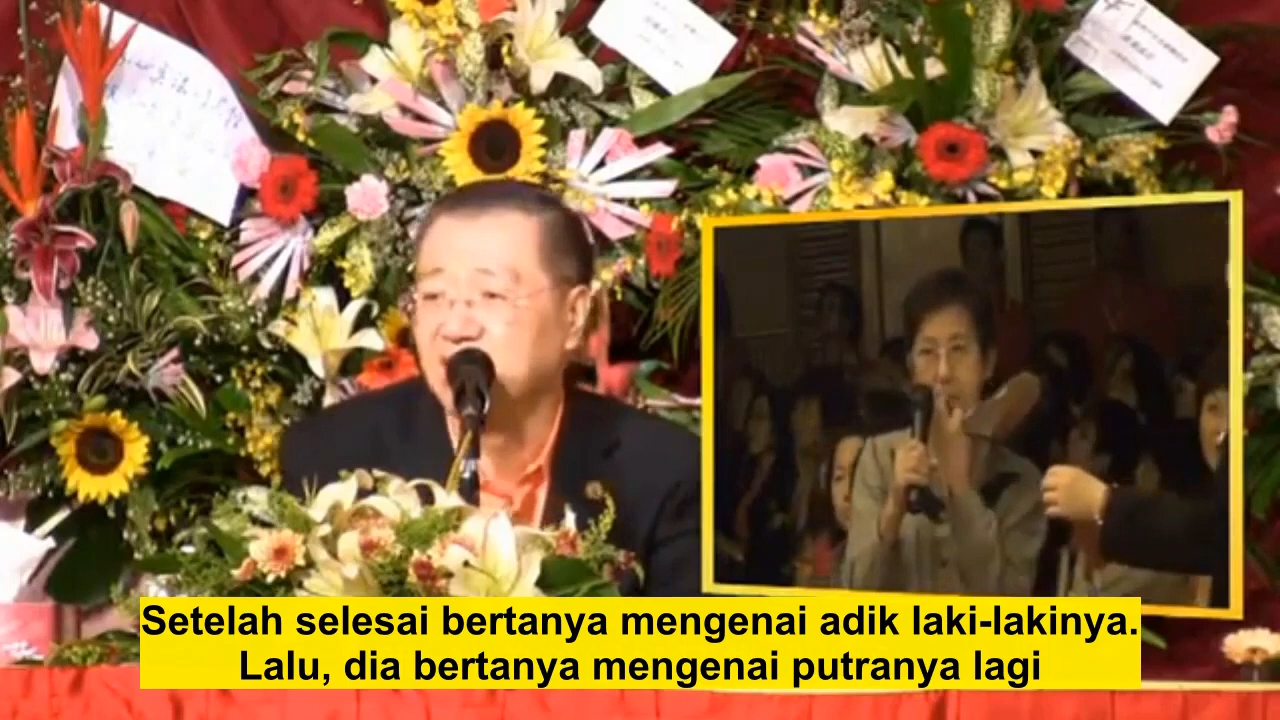 Setelah selesai bertanya mengenai adik laki-lakinya.
Lalu, dia bertanya mengenai putranya lagi